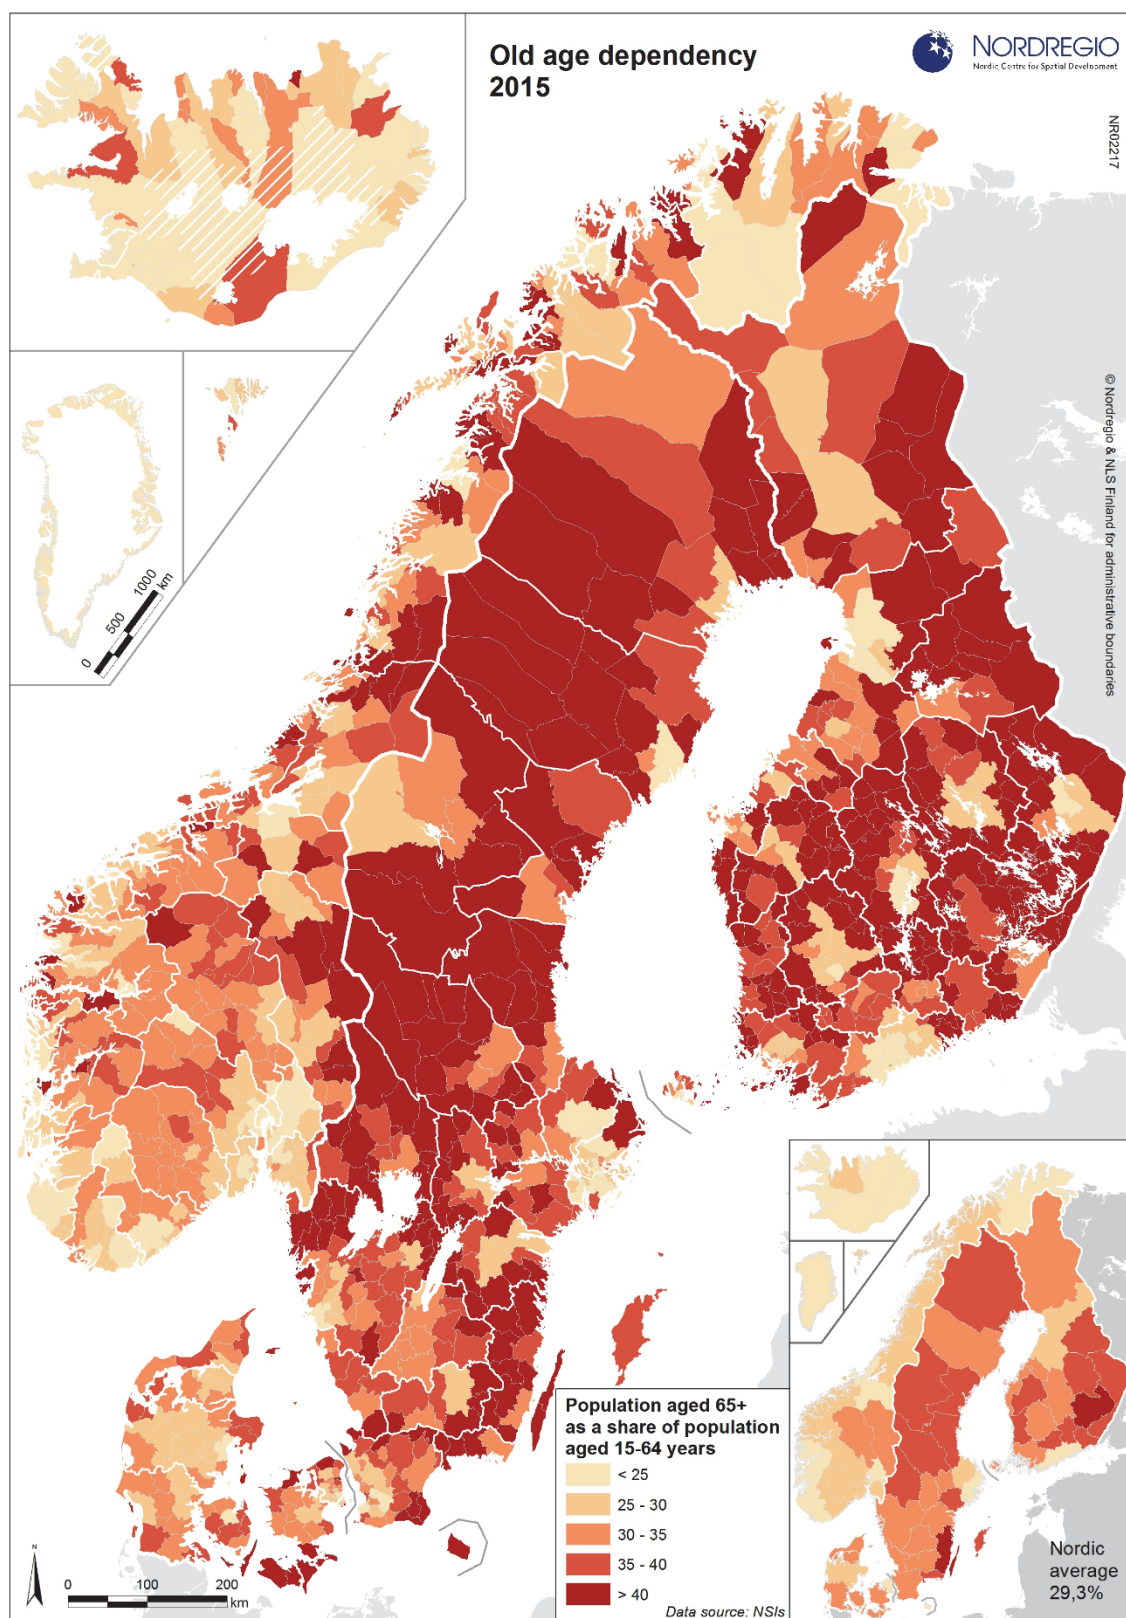 Old age dependency
2015
NORDREGIO
Nordic Centre for Spatial Development
NR02217
© Nordregio & NLS Finland for administrative boundaries
0 500 1000
km
Population aged 65+
as a share of population
aged 15-64 years
< 25
25 - 30
30 - 35
35 - 40
> 40
Data source: NSIs
Nordic
average
29,3%
N
0 100 200
km